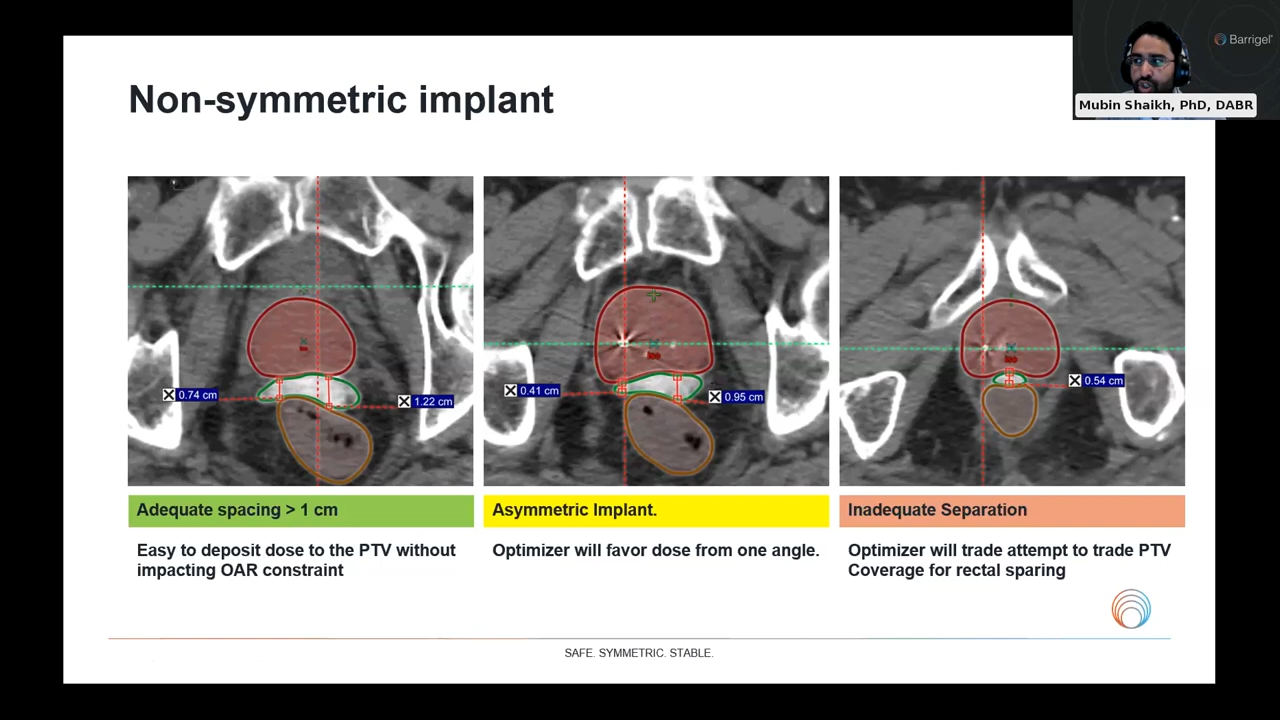 Barrigel
Mubin Shaikh, PhD, DABR
Non-symmetric implant
0.74 cm
1.22 cm
iso
0.41 cm
0.95 cm
iso
0.54 cm
Adequate spacing > 1 cm
Asymmetric Implant.
Inadequate Separation
Easy to deposit dose to the PTV without
impacting OAR constraint
Optimizer will favor dose from one angle.
Optimizer will trade attempt to trade PTV
Coverage for rectal sparing
SAFE. SYMMETRIC. STABLE.